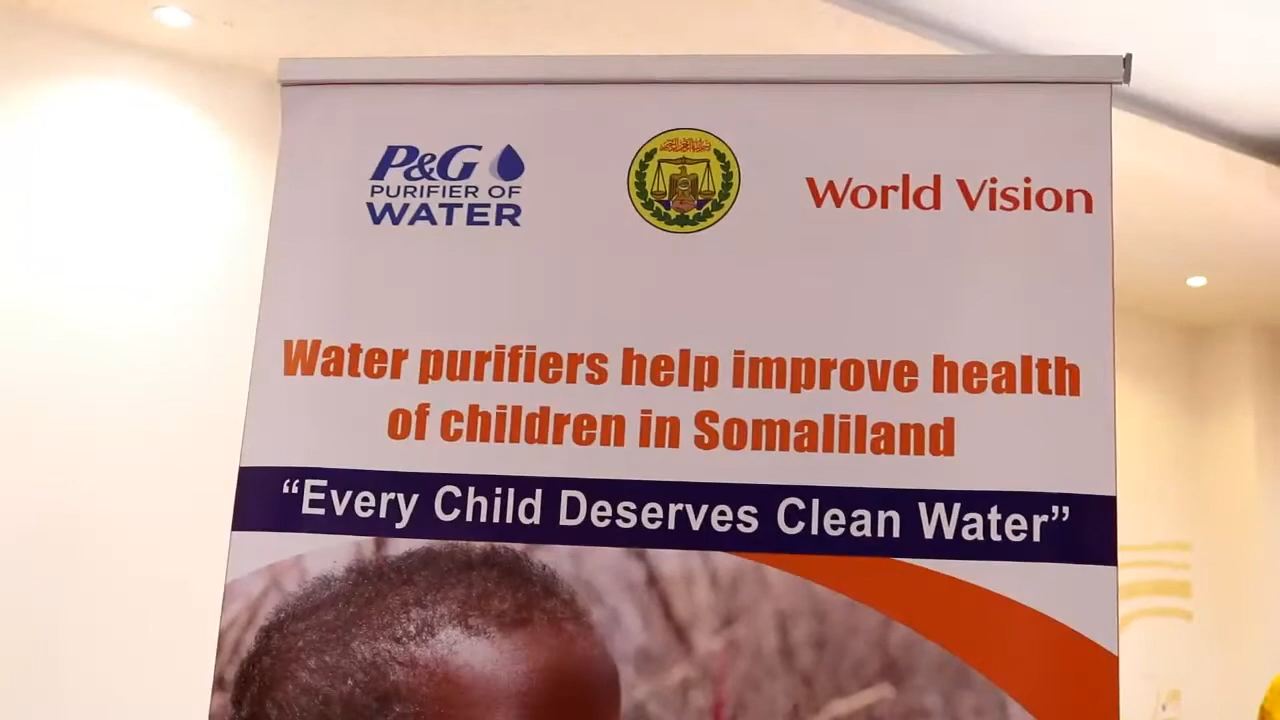 P&G
PURIFIER OF
WATER
World Vision
Water purifiers help improve health
of children in Somaliland
“Every Child Deserves Clean Water”